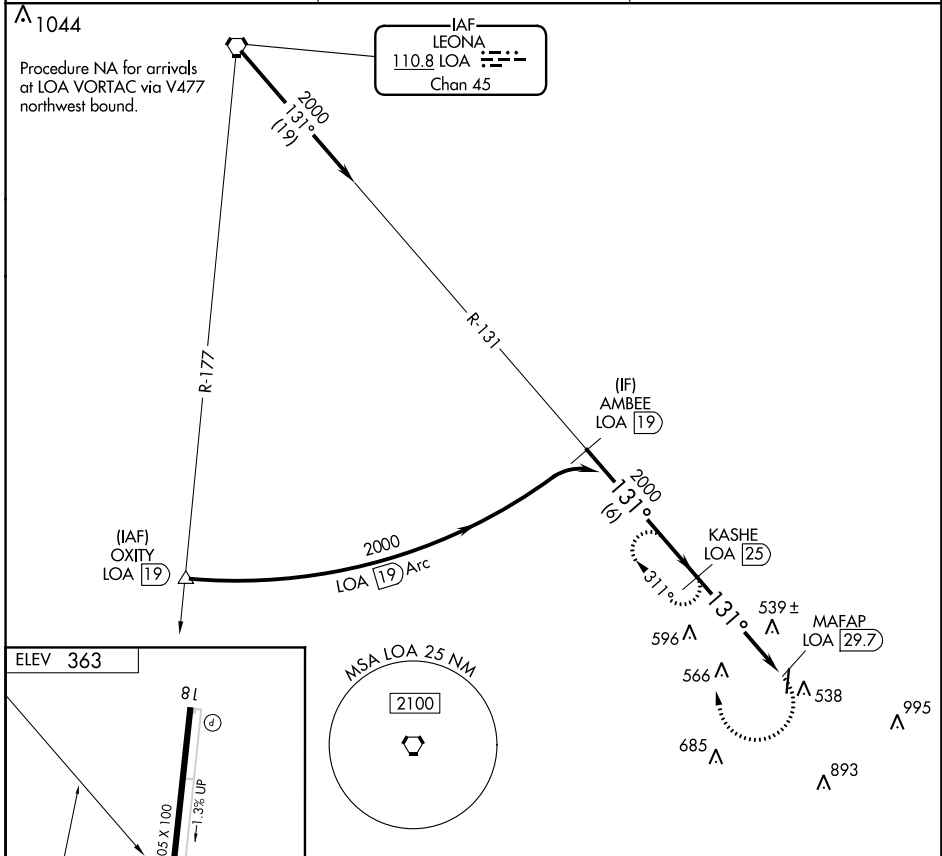 1044
Procedure NA for arrivals
at LOA VORTAC via V477
northwest bound.
IAF
LEONA
110.8 LOA
Chan 45
2000
131°
(19)
R-177
R-131
(IF)
AMBEE
LOA 19
2000
131°
(6)
(IAF)
OXITY
LOA 19
2000
LOA 19 Arc
KASHE
LOA 25
311°
131°
539 ±
MAFAP
LOA 29.7
596
566
538
995
685
893
ELEV 363
18
P
1.3% UP
05 X 100
MSA LOA 25 NM
2100